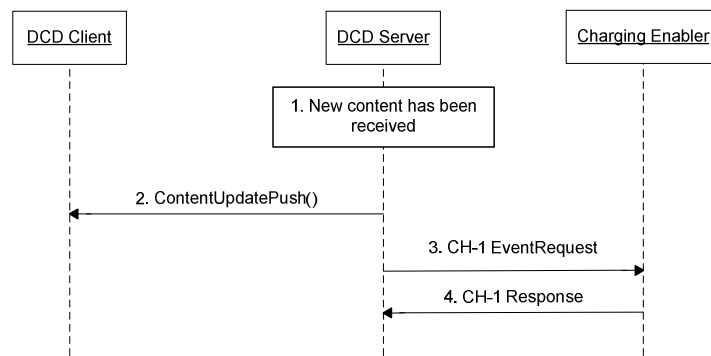 DCD Client
DCD Server
Charging Enabler
1. New content has been
received
2. ContentUpdatePush()
3. CH-1 EventRequest
4. CH-1 Response